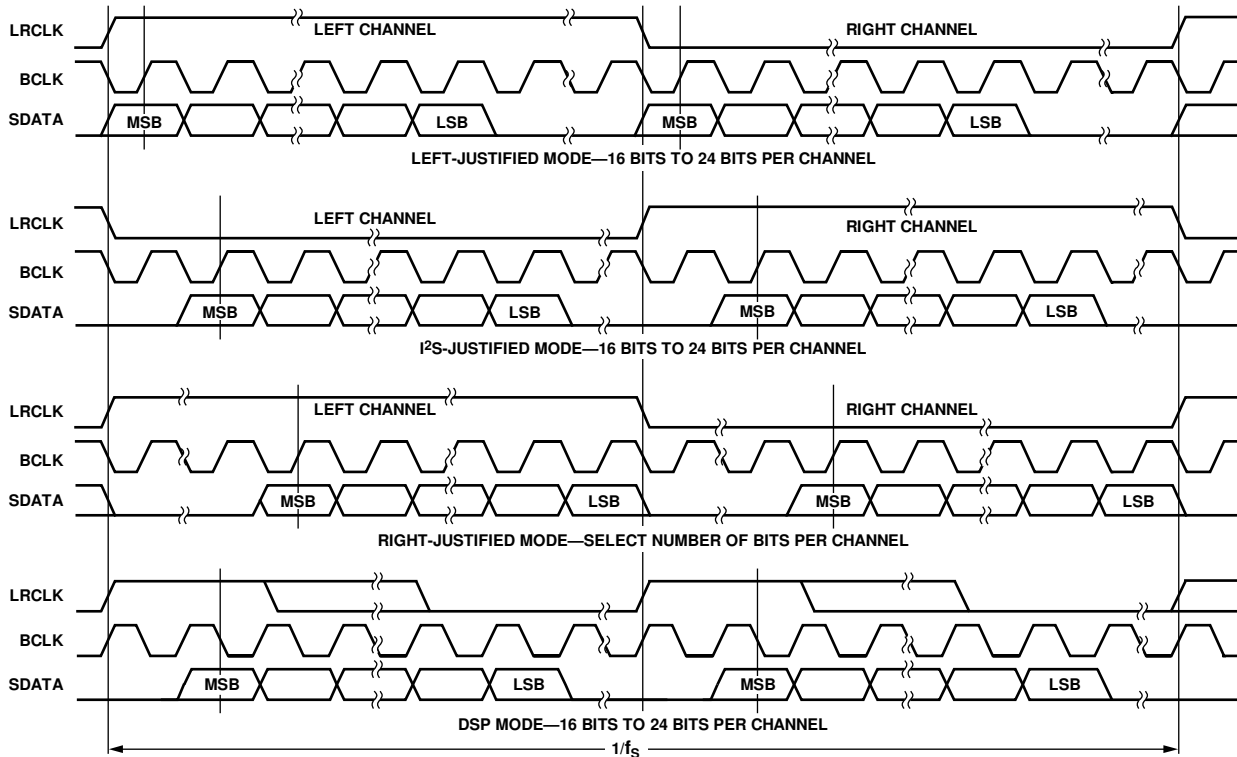 LRCLK LEFT CHANNEL RIGHT CHANNEL
BCLK
SDATA MSB LSB MSB LSB
LEFT-JUSTIFIED MODE—16 BITS TO 24 BITS PER CHANNEL
LRCLK LEFT CHANNEL RIGHT CHANNEL
BCLK
SDATA MSB LSB MSB LSB
I²S-JUSTIFIED MODE—16 BITS TO 24 BITS PER CHANNEL
LRCLK LEFT CHANNEL RIGHT CHANNEL
BCLK
SDATA MSB LSB MSB LSB
RIGHT-JUSTIFIED MODE—SELECT NUMBER OF BITS PER CHANNEL
LRCLK
BCLK
SDATA MSB LSB MSB LSB
DSP MODE—16 BITS TO 24 BITS PER CHANNEL
1/fS